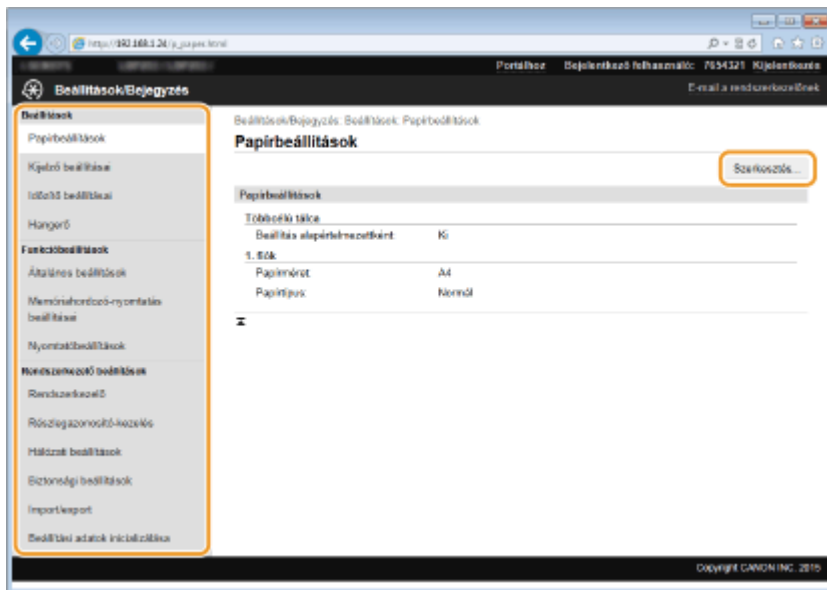 http://192.168.1.24/p_paper.html
Portálhoz Bejelentkező felhasználó: 7654321 Kijelentkezés
Beállítások/Bejegyzés
E-mail a rendszerkezelőnek
Beállítások
Papírbeállítások
Kijelző beállításai
Időzítő beállításai
Hangerő
Funkcióbeállítások
Általános beállítások
Memóriahordozó-nyomtatás
beállításai
Nyomtatóbeállítások
Rendszerkezelő beállítások
Rendszerkezelő
Részlegazonosító-kezelés
Hálózati beállítások
Biztonsági beállítások
Import/export
Beállítási adatok inicializálása
Beállítások/Bejegyzés: Beállítások: Papírbeállítások
Papírbeállítások
Szerkesztés...
Papírbeállítások
Többcélú tálca
Beállítás alapértelmezettként: Ki
1. fiók
Papírméret: A4
Papírtípus: Normál
Copyright CANON INC. 2015